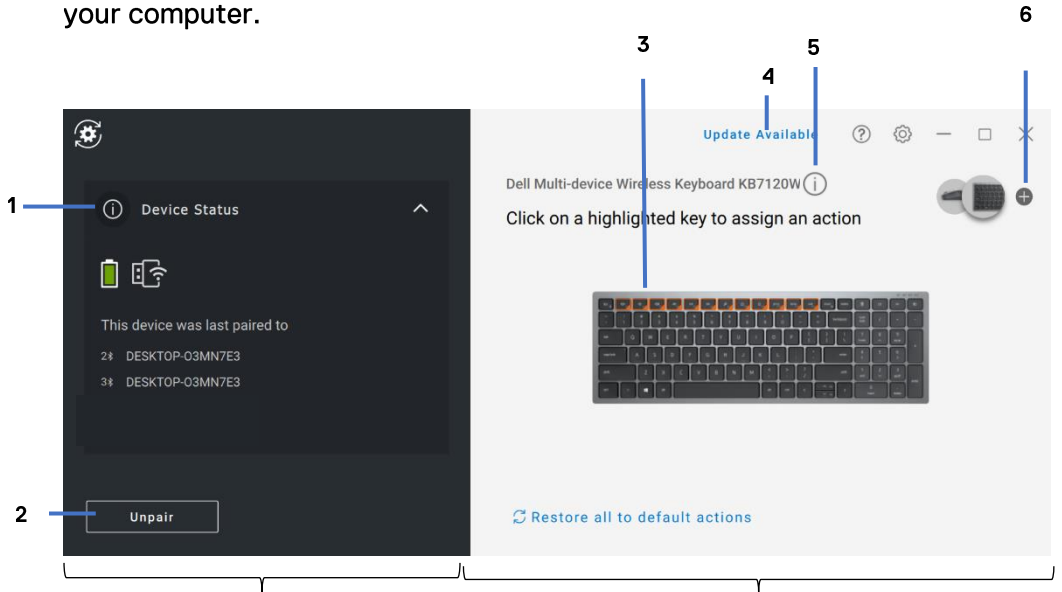 your computer.
6
3
5
4
Update Available
Dell Multi-device Wireless Keyboard KB7120W
1
Device Status
Click on a highlighted key to assign an action
This device was last paired to
2 DESKTOP-O3MN7E3
3 DESKTOP-O3MN7E3
2
Unpair
Restore all to default actions